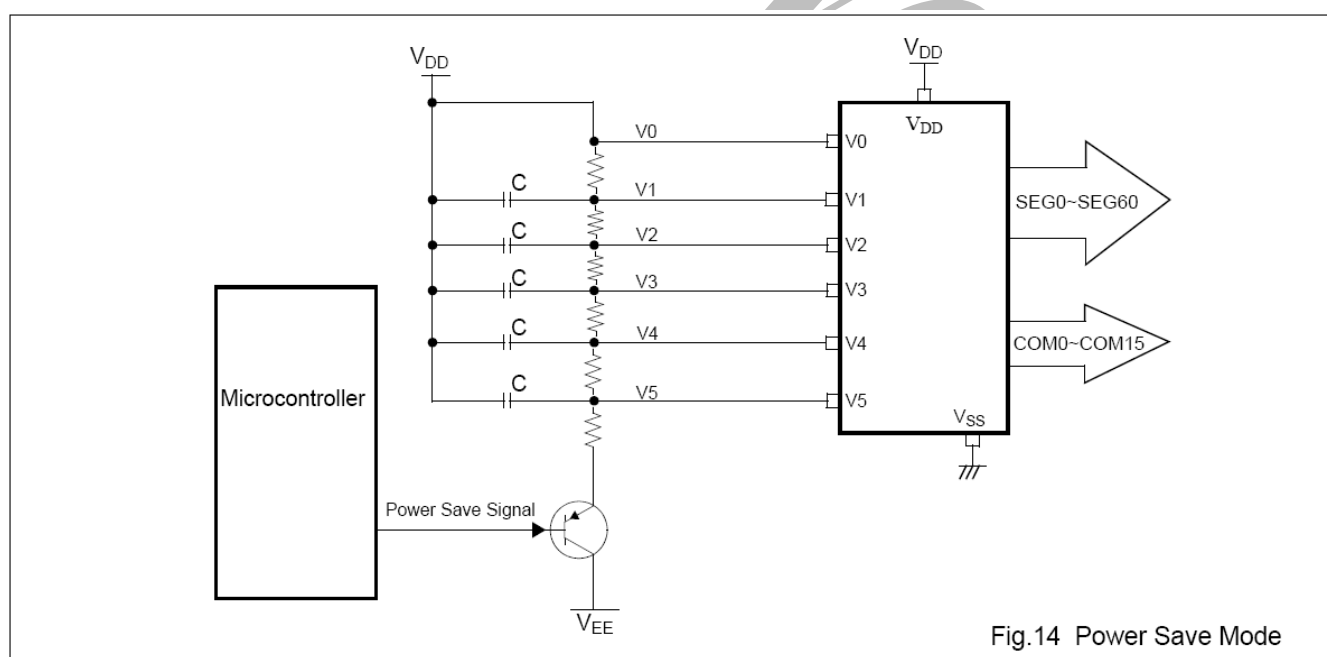 VDD
VDD
VDD
V0
V0
C
V1
V1
SEG0~SEG60
C
V2
V2
C
V3
V3
C
V4
V4
COM0~COM15
C
V5
V5
Microcontroller
VSS
Power Save Signal
VEE
Fig.14 Power Save Mode